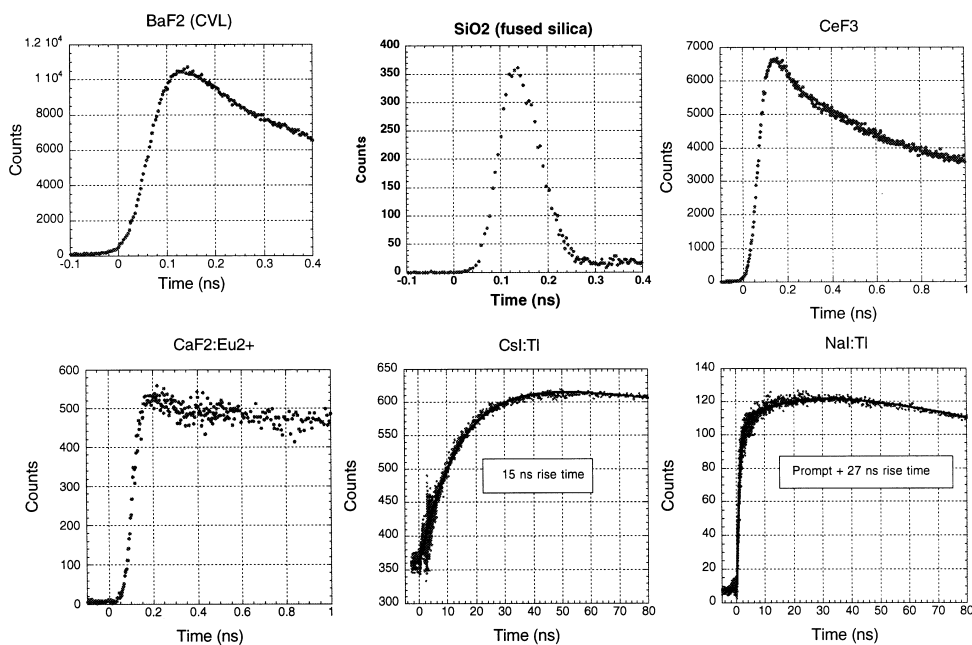 BaF2 (CVL)
1.2 10⁴
1 10⁴
8000
6000
4000
2000
0
Counts
-0.1 0 0.1 0.2 0.3 0.4
Time (ns)
SiO2 (fused silica)
400
350
300
250
200
150
100
50
0
Counts
-0.1 0 0.1 0.2 0.3 0.4
Time (ns)
CeF3
7000
6000
5000
4000
3000
2000
1000
0
Counts
0 0.2 0.4 0.6 0.8 1
Time (ns)
CaF2:Eu2+
600
500
400
300
200
100
0
Counts
0 0.2 0.4 0.6 0.8 1
Time (ns)
CsI:Tl
650
600
550
500
450
400
350
300
Counts
15 ns rise time
0 10 20 30 40 50 60 70 80
Time (ns)
NaI:Tl
140
120
100
80
60
40
20
0
Counts
Prompt + 27 ns rise time
0 10 20 30 40 50 60 70 80
Time (ns)